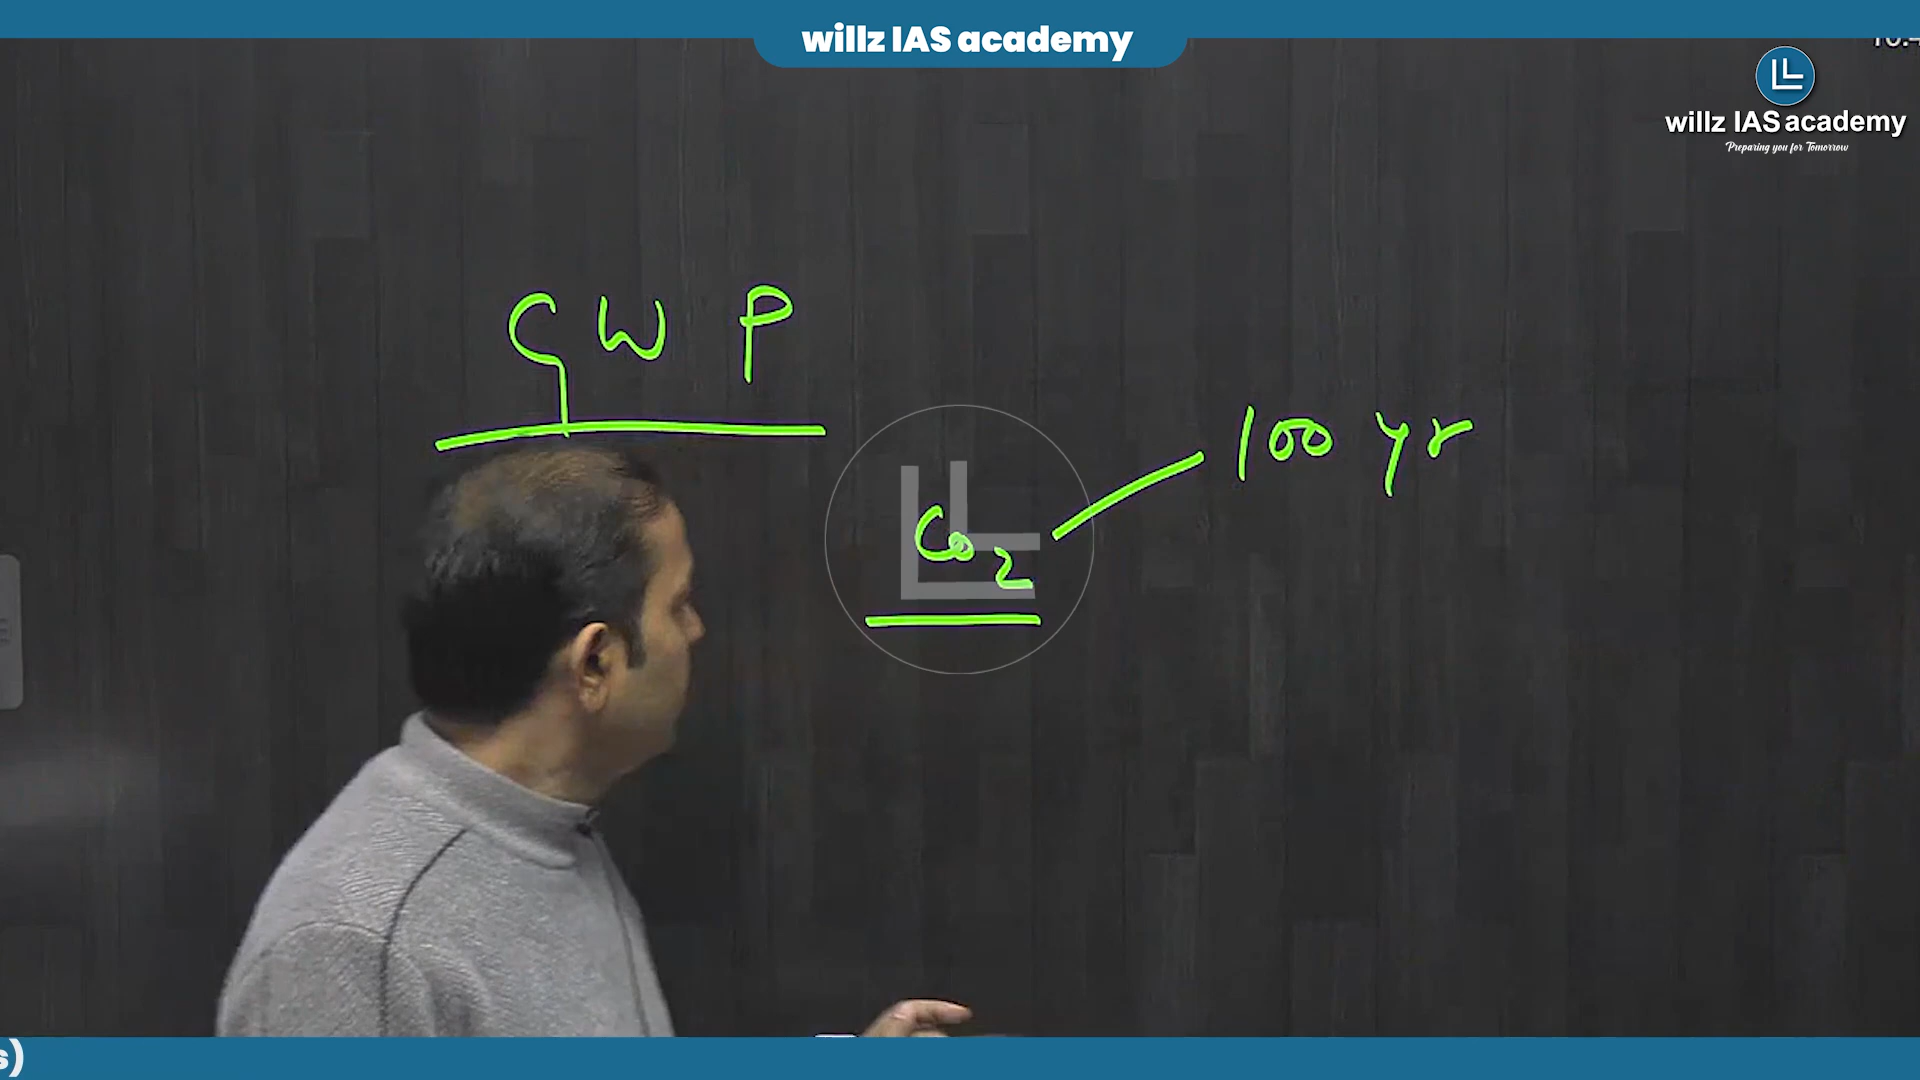 willz IAS academy
willz IAS academy
Preparing you for Tomorrow
GWP
100 yr
CO2
s)